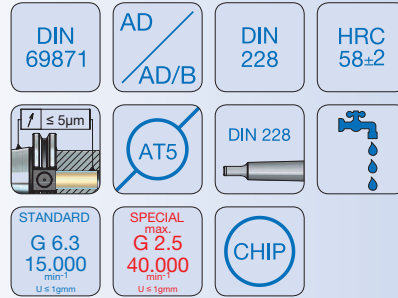 DIN
69871
AD
AD/B
DIN
228
HRC
58±2
≤ 5µm
AT5
DIN 228
STANDARD
G 6.3
15.000
min⁻¹
U ≤ 1gmm
SPECIAL
max.
G 2.5
40.000
min⁻¹
U ≤ 1gmm
CHIP